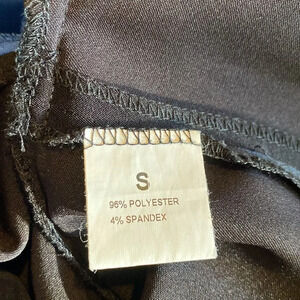 S
96% POLYESTER
4% SPANDEX